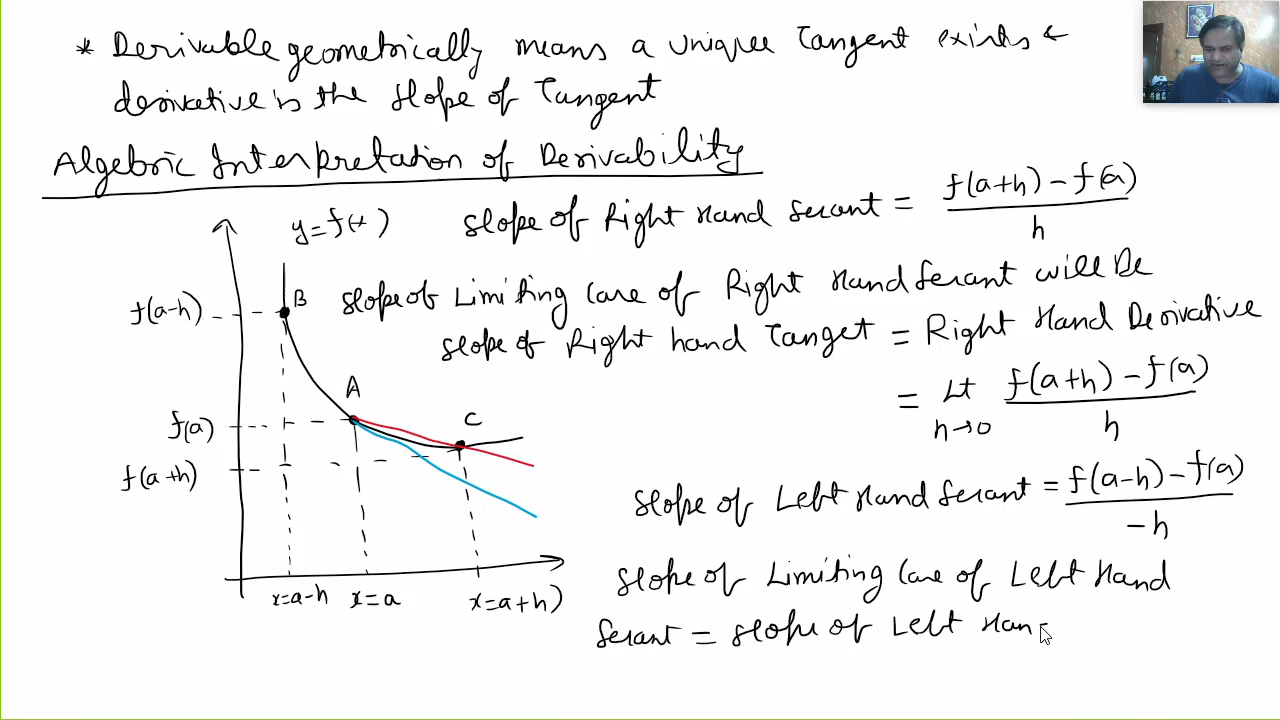 * Derivable geometrically means a unique Tangent exists &
derivative is the slope of Tangent
Algebric Interpretation of Derivability
y=f(x)
slope of Right Hand Secant = f(a+h) - f(a) / h
f(a-h)
B
slope of Limiting Case of Right Hand Secant will be
slope of Right hand Tanget = Right Hand Derivative
= Lt h→0 f(a+h) - f(a) / h
A
C
f(a)
f(a+h)
slope of Left Hand Secant = f(a-h) - f(a) / -h
slope of Limiting Case of Left Hand
Secant = slope of Left Han
x=a-h x=a x=a+h)